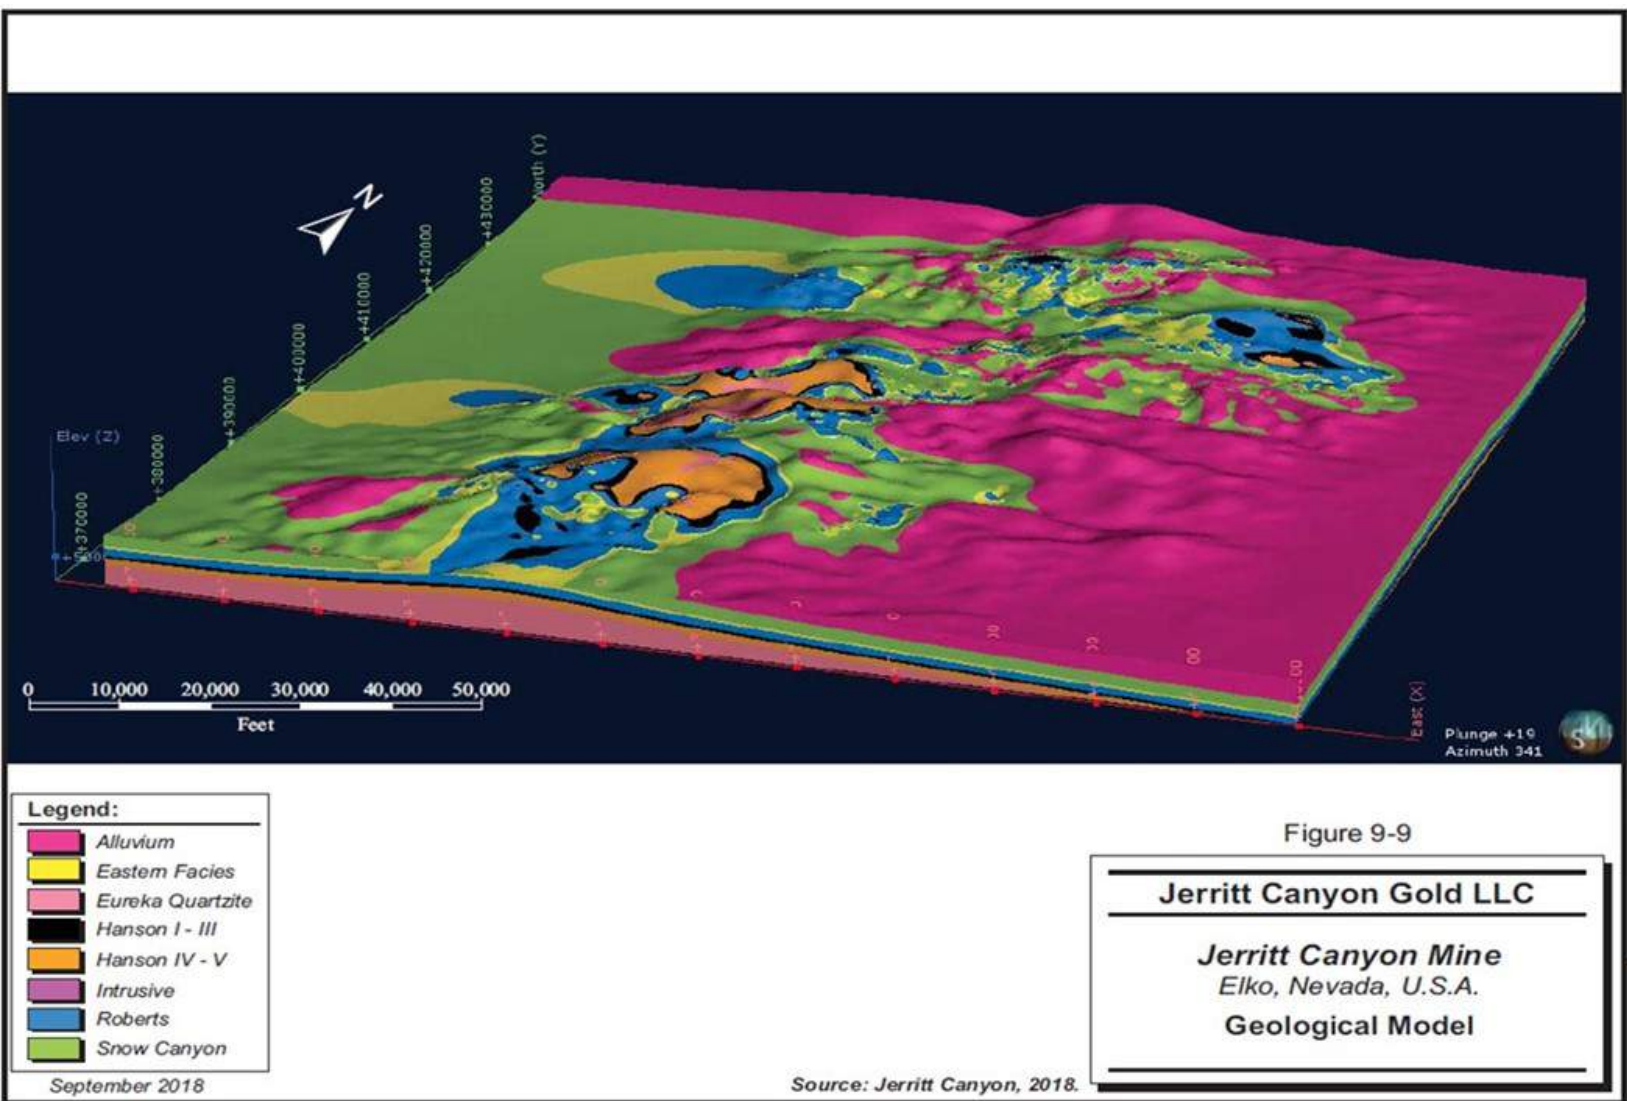 North (Y)
N
+430000
+420000
+410000
+400000
+390000
+380000
+370000
Elev (Z)
0 10,000 20,000 30,000 40,000 50,000
Feet
East (X)
Plunge +19
Azimuth 341
Legend:
Alluvium
Eastern Facies
Eureka Quartzite
Hanson I - III
Hanson IV - V
Intrusive
Roberts
Snow Canyon
September 2018
Source: Jerritt Canyon, 2018.
Figure 9-9
Jerritt Canyon Gold LLC
Jerritt Canyon Mine
Elko, Nevada, U.S.A.
Geological Model